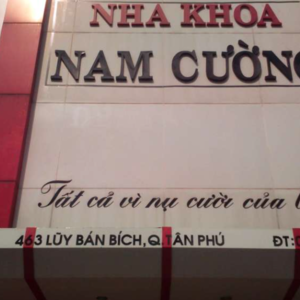 NHA KHOA
NAM CƯỜNG
Tất cả vì nụ cười của
463 LŨY BÁN BÍCH, Q.TÂN PHÚ ĐT: